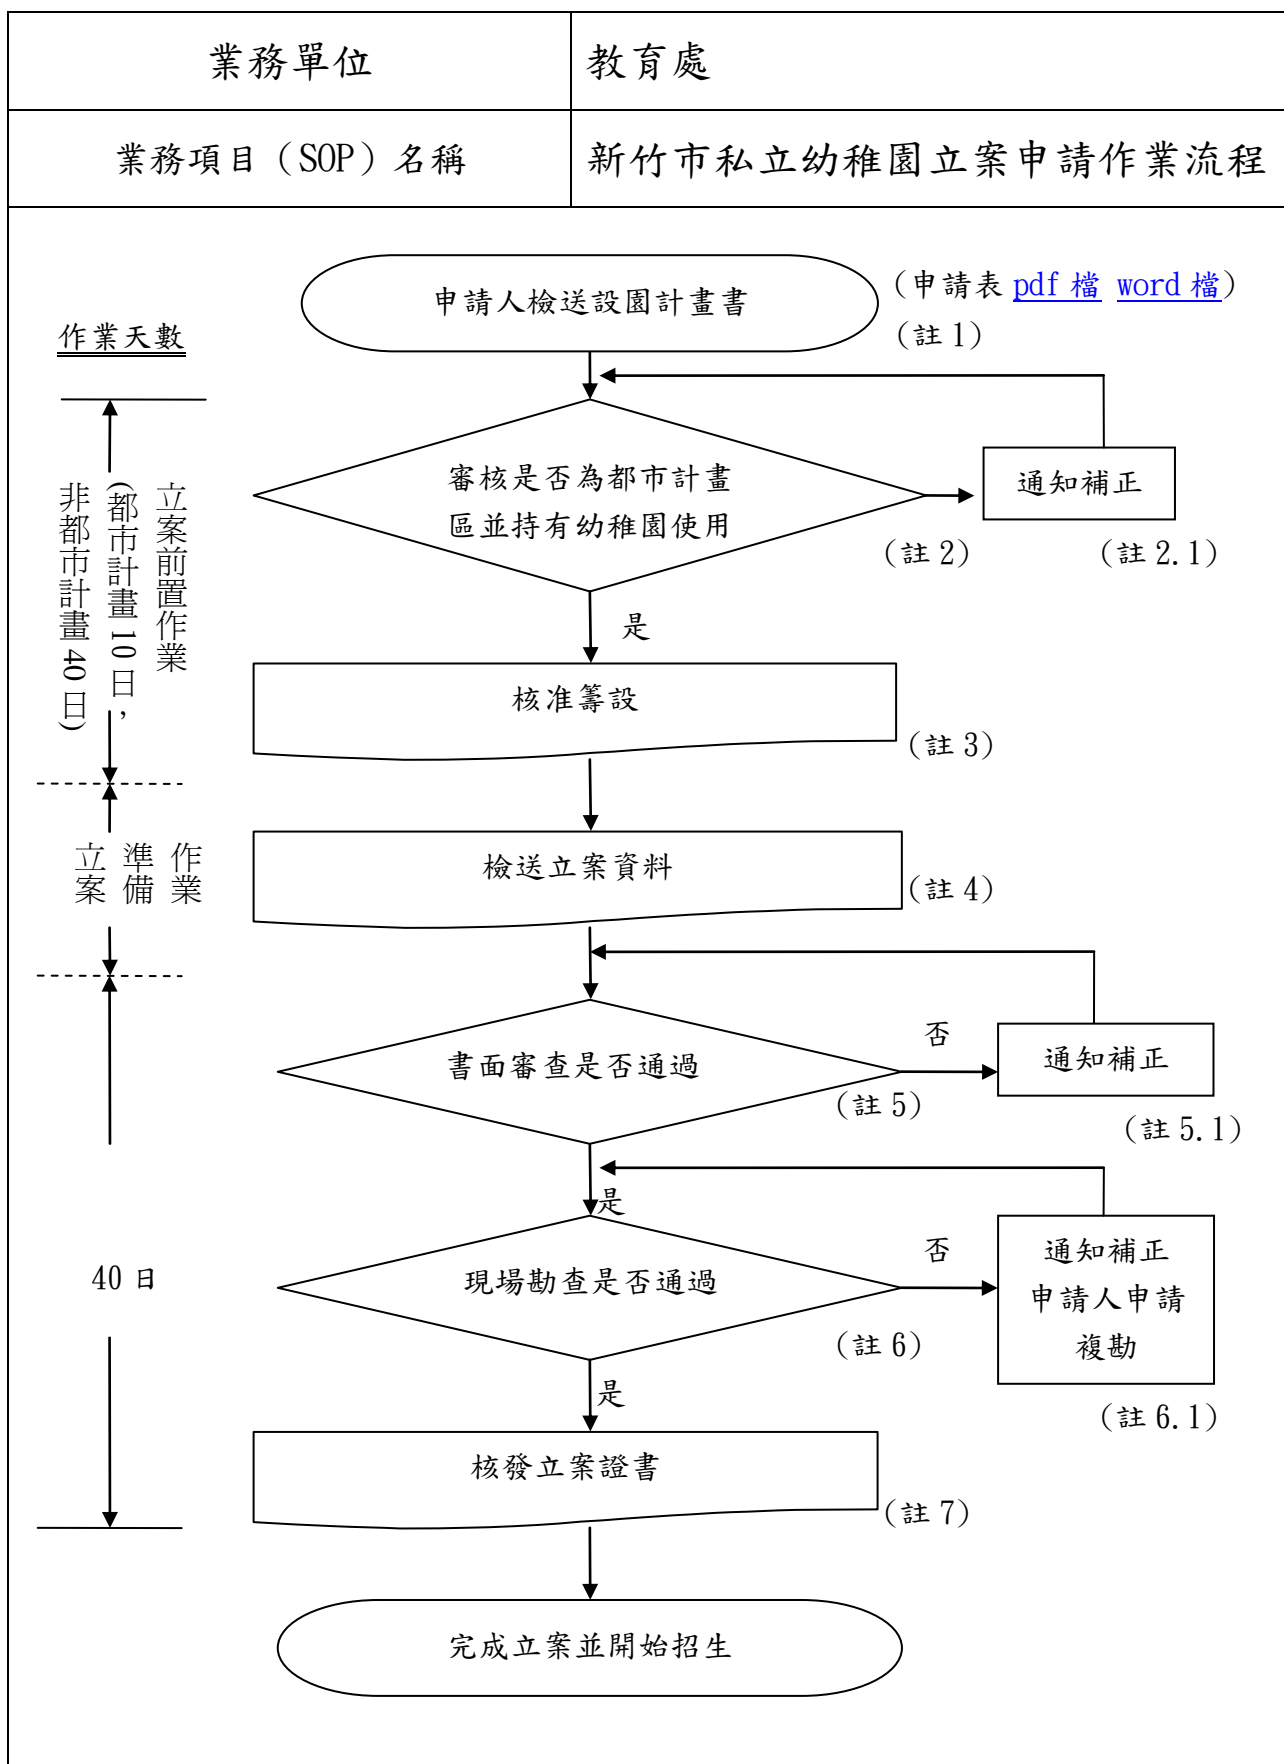 業務單位
教育處
業務項目（SOP）名稱
新竹市私立幼稚園立案申請作業流程
申請人檢送設園計畫書
(申請表 pdf 檔 word 檔)
(註 1)
作業天數
審核是否為都市計畫
區並持有幼稚園使用
(註 2)
通知補正
(註 2.1)
立案前置作業
(都市計畫 10 日，
非都市計畫 40 日)
是
核准籌設
(註 3)
立案
準備
作業
檢送立案資料
(註 4)
書面審查是否通過
(註 5)
否
通知補正
(註 5.1)
是
40 日
現場勘查是否通過
(註 6)
否
通知補正
申請人申請
複勘
(註 6.1)
是
核發立案證書
(註 7)
完成立案並開始招生